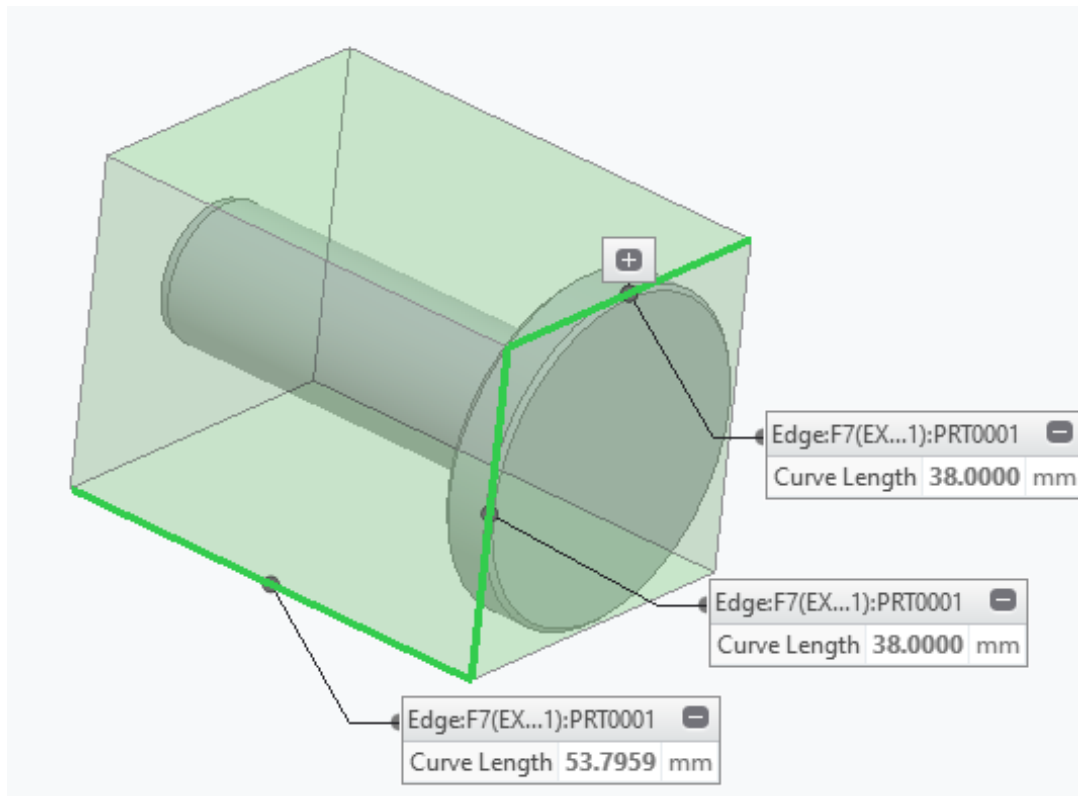 Edge:F7(EX...1):PRT0001
Curve Length 38.0000 mm
Edge:F7(EX...1):PRT0001
Curve Length 38.0000 mm
Edge:F7(EX...1):PRT0001
Curve Length 53.7959 mm